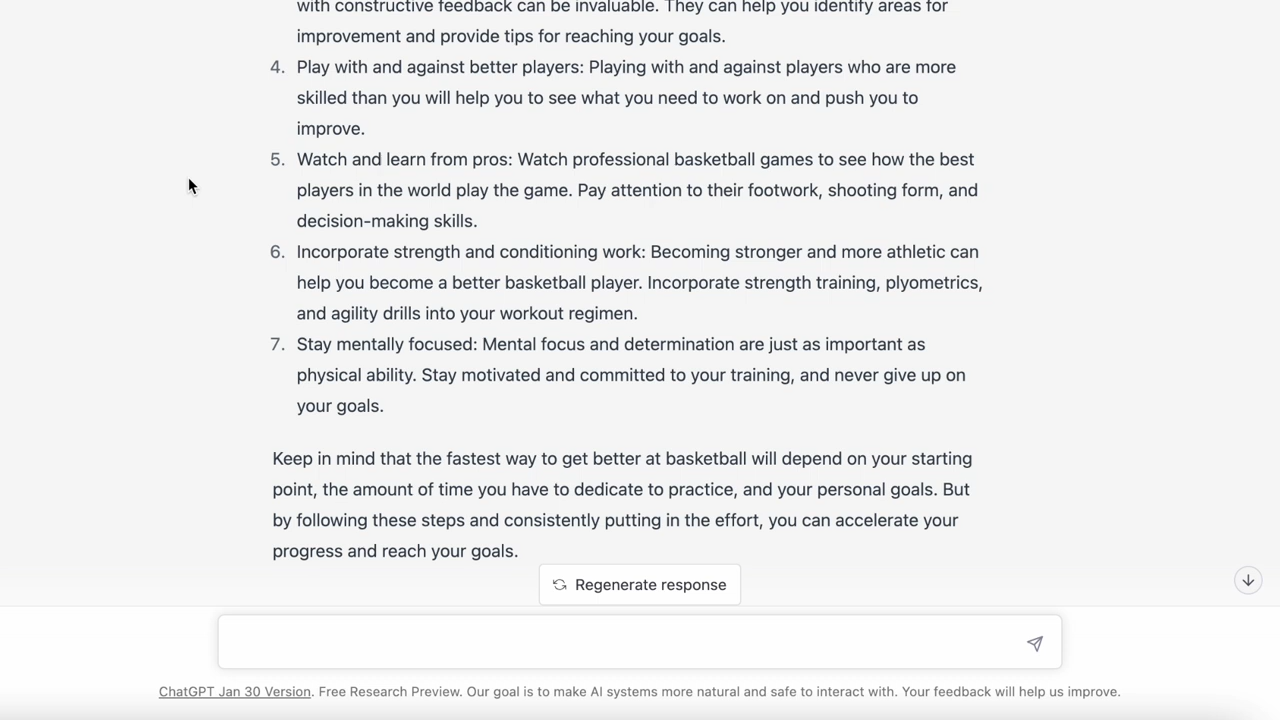 with constructive feedback can be invaluable. They can help you identify areas for
improvement and provide tips for reaching your goals.
4. Play with and against better players: Playing with and against players who are more
skilled than you will help you to see what you need to work on and push you to
improve.
5. Watch and learn from pros: Watch professional basketball games to see how the best
players in the world play the game. Pay attention to their footwork, shooting form, and
decision-making skills.
6. Incorporate strength and conditioning work: Becoming stronger and more athletic can
help you become a better basketball player. Incorporate strength training, plyometrics,
and agility drills into your workout regimen.
7. Stay mentally focused: Mental focus and determination are just as important as
physical ability. Stay motivated and committed to your training, and never give up on
your goals.
Keep in mind that the fastest way to get better at basketball will depend on your starting
point, the amount of time you have to dedicate to practice, and your personal goals. But
by following these steps and consistently putting in the effort, you can accelerate your
progress and reach your goals.
Regenerate response
ChatGPT Jan 30 Version. Free Research Preview. Our goal is to make AI systems more natural and safe to interact with. Your feedback will help us improve.